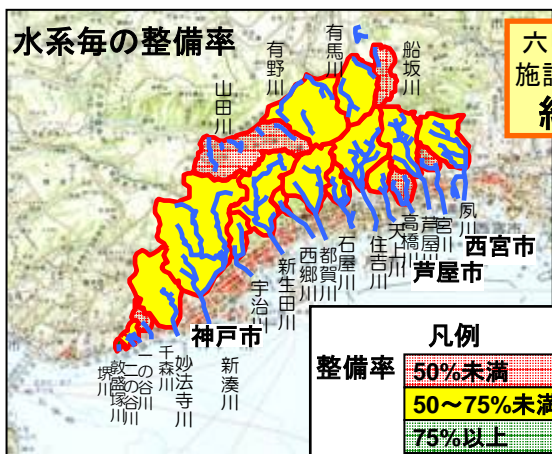 水系毎の整備率
六
施設
約
有馬川
船坂川
有野川
山田川
夙川
宮川
芦屋川
高橋川
天上川
住吉川
石屋川
都賀川
西郷川
新生田川
宇治川
新湊川
妙法寺川
千森川
一の谷川
二の谷川
敦盛塚川
堺川
西宮市
芦屋市
神戸市
凡例
整備率
50%未満
50～75%未満
75%以上